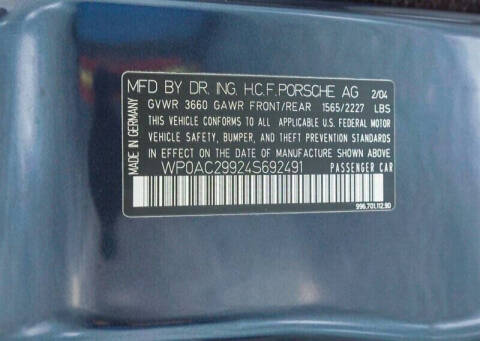 MFD BY DR. ING. H.C.F. PORSCHE AG 2/04
GVWR 3660 GAWR FRONT/REAR 1565/2227 LBS
THIS VEHICLE CONFORMS TO ALL APPLICABLE U.S. FEDERAL MOTOR
VEHICLE SAFETY, BUMPER, AND THEFT PREVENTION STANDARDS
IN EFFECT ON THE DATE OF MANUFACTURE SHOWN ABOVE
WP0AC29924S692491 PASSENGER CAR
996.701.112.90
MADE IN GERMANY